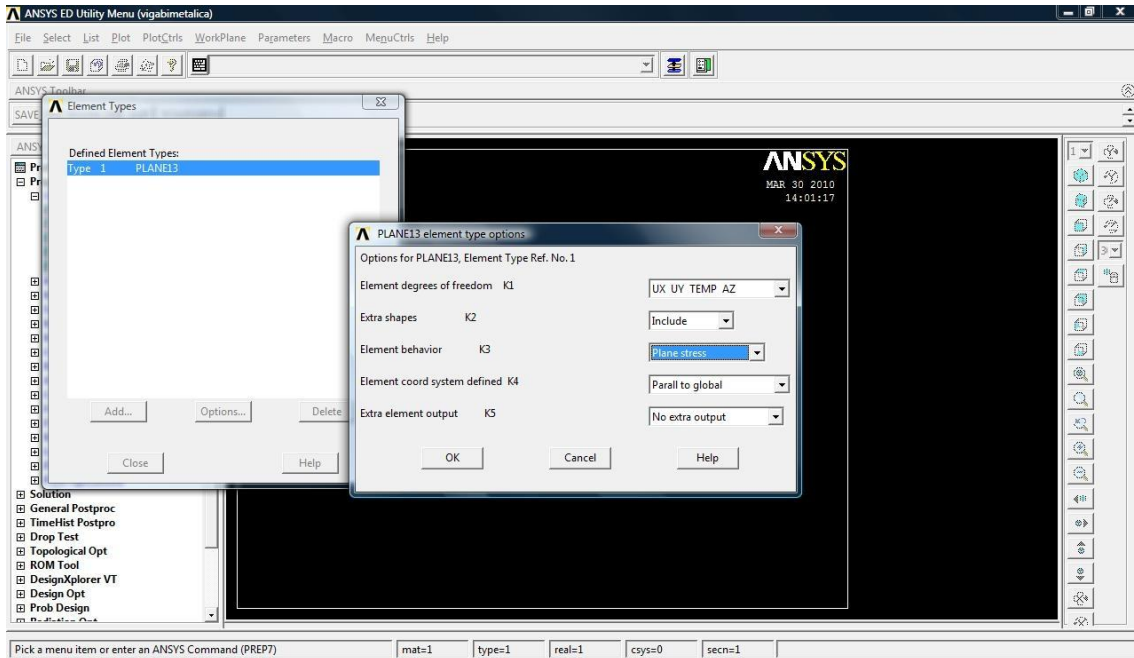 ANSYS ED Utility Menu (vigabimetalica)
File Select List Plot PlotCtrls WorkPlane Parameters Macro MenuCtrls Help
ANSYS Toolbar
SAVE
Element Types
Defined Element Types:
Type 1 PLANE13
Add... Options... Delete
Close Help
ANSYS
MAR 30 2010
14:01:17
PLANE13 element type options
Options for PLANE13, Element Type Ref. No. 1
Element degrees of freedom K1 UX UY TEMP AZ
Extra shapes K2 Include
Element behavior K3 Plane stress
Element coord system defined K4 Parall to global
Extra element output K5 No extra output
OK Cancel Help
Solution
General Postproc
TimeHist Postpro
Drop Test
Topological Opt
ROM Tool
DesignXplorer VT
Design Opt
Prob Design
1
3
Pick a menu item or enter an ANSYS Command (PREP7) mat=1 type=1 real=1 csys=0 secn=1